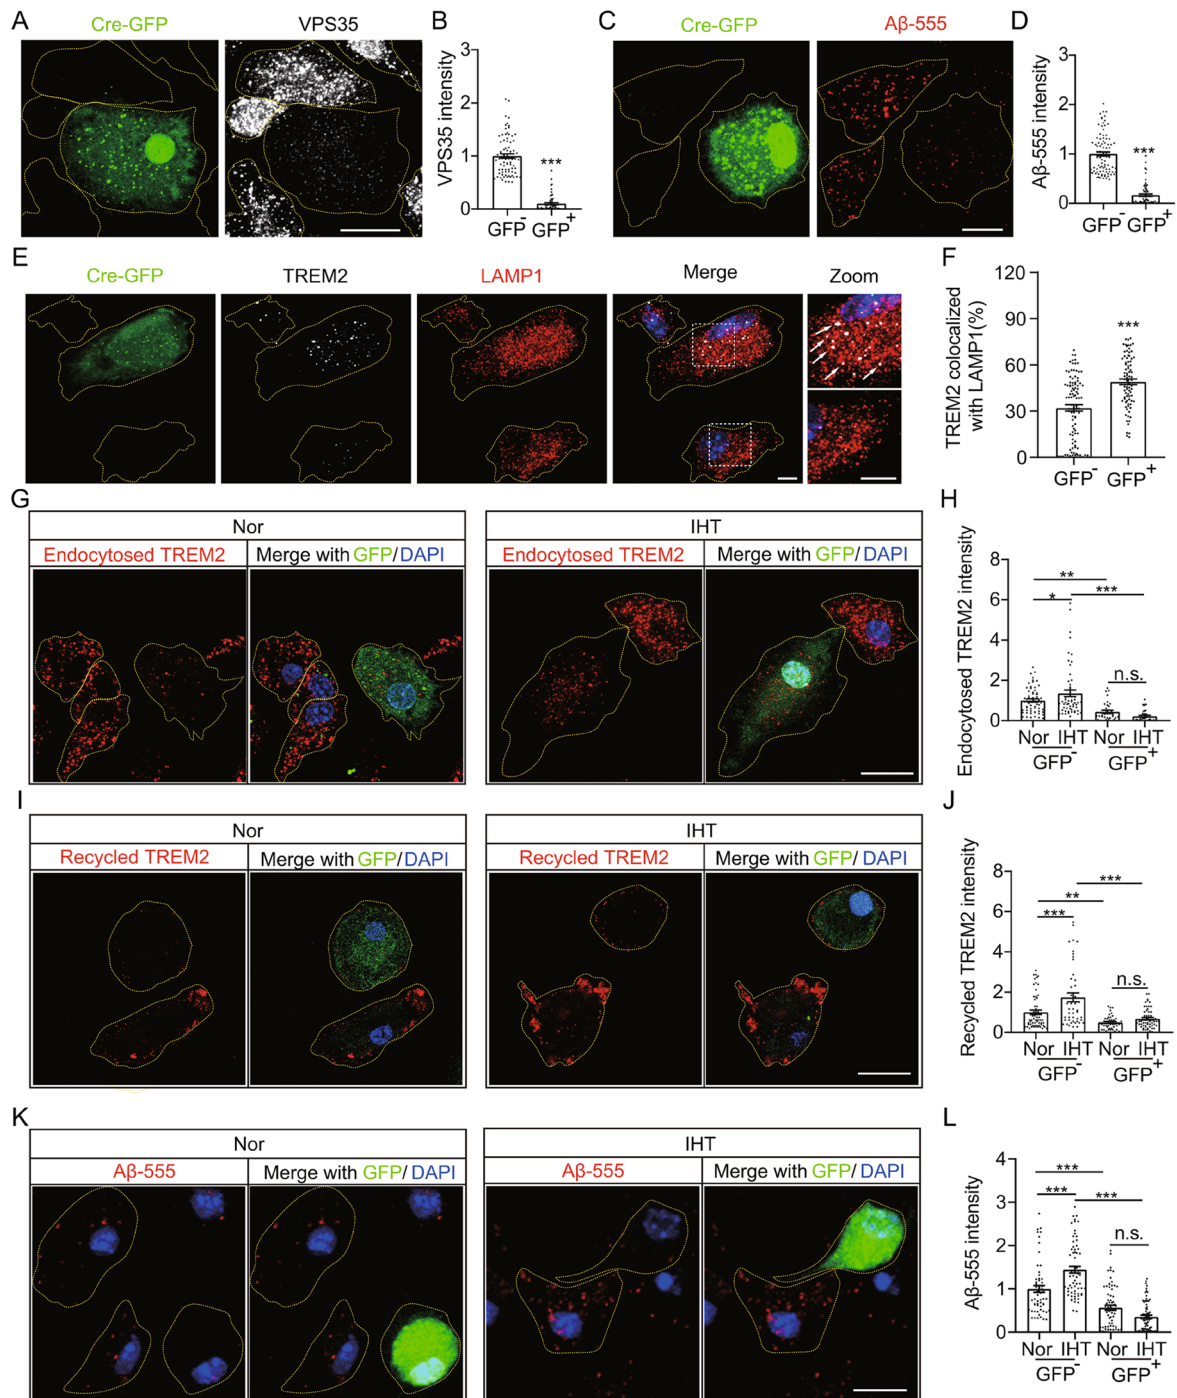 A
Cre-GFP
VPS35
B
VPS35 intensity
3
2
1
0
***
GFP-
GFP+
C
Cre-GFP
Aβ-555
D
Aβ-555 intensity
3
2
1
0
***
GFP-
GFP+
E
Cre-GFP
TREM2
LAMP1
Merge
Zoom
F
TREM2 colocalized
with LAMP1(%)
120
90
60
30
0
***
GFP-
GFP+
G
Nor
Endocytosed TREM2
Merge with GFP/DAPI
IHT
Endocytosed TREM2
Merge with GFP/DAPI
H
Endocytosed TREM2 intensity
8
6
4
2
0
**
*
***
n.s.
Nor IHT Nor IHT
GFP- GFP+
I
Nor
Recycled TREM2
Merge with GFP/DAPI
IHT
Recycled TREM2
Merge with GFP/DAPI
J
Recycled TREM2 intensity
8
6
4
2
0
***
**
***
n.s.
Nor IHT Nor IHT
GFP- GFP+
K
Nor
Aβ-555
Merge with GFP/DAPI
IHT
Aβ-555
Merge with GFP/DAPI
L
Aβ-555 intensity
4
3
2
1
0
***
***
***
n.s.
Nor IHT Nor IHT
GFP- GFP+